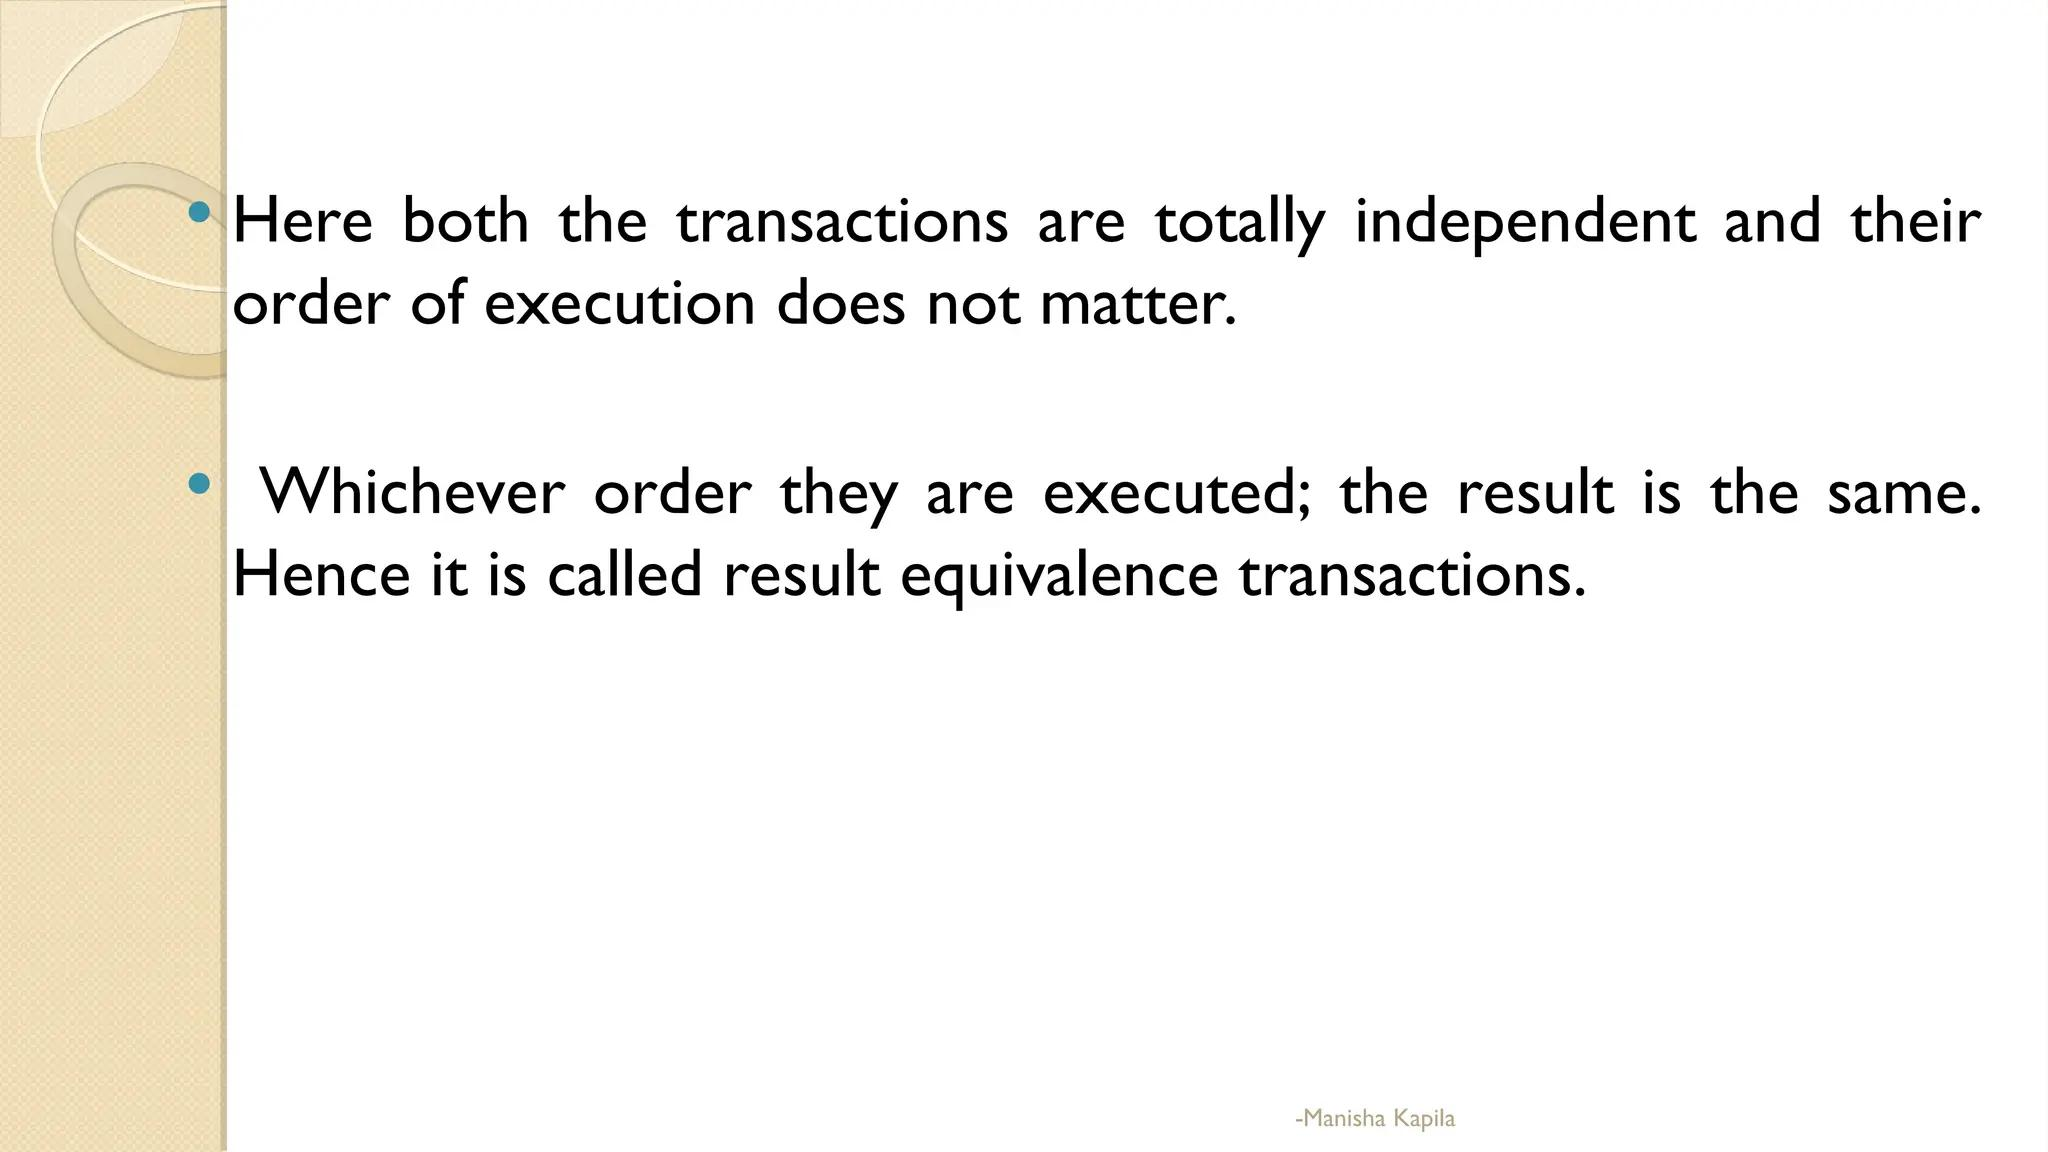 • Here both the transactions are totally independent and their
order of execution does not matter.
• Whichever order they are executed; the result is the same.
Hence it is called result equivalence transactions.
-Manisha Kapila